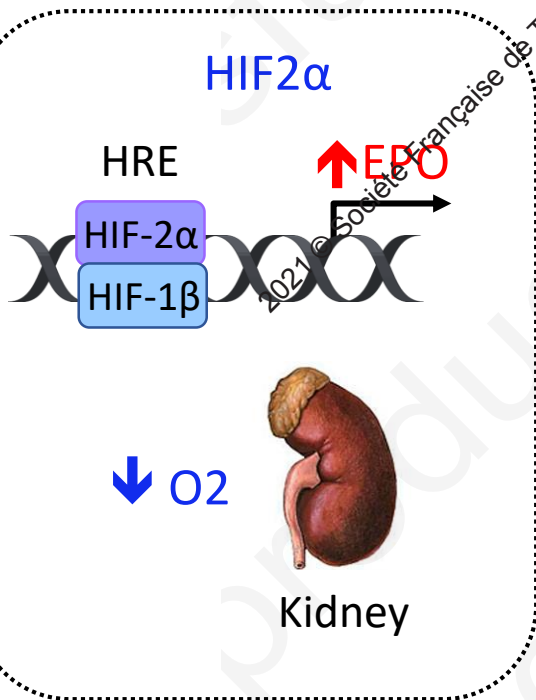 HIF2α
HRE
EPO
HIF-2α
HIF-1β
2021 © Société Française de
O2
Kidney